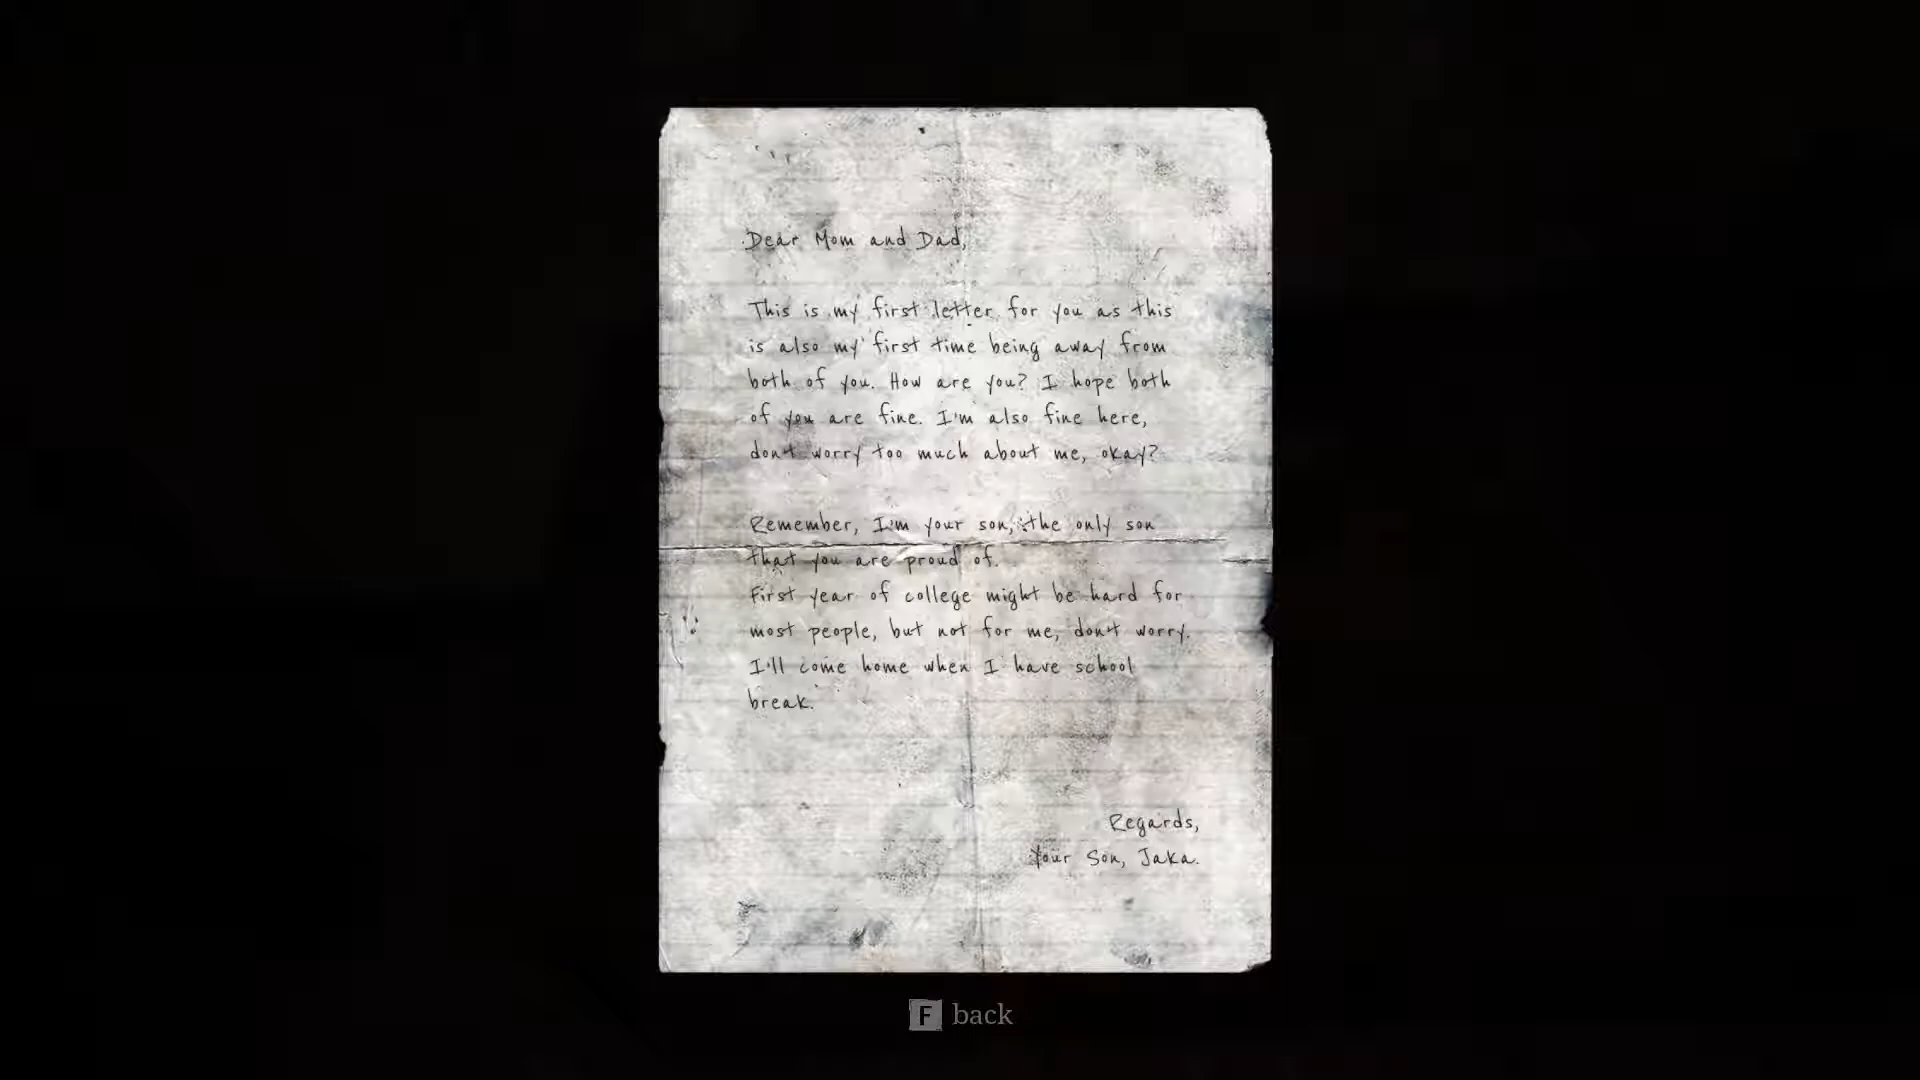 Dear Mom and Dad,
This is my first letter for you as this
is also my first time being away from
both of you. How are you? I hope both
of you are fine. I'm also fine here,
don't worry too much about me, okay?
Remember, I'm your son, the only son
that you are proud of.
First year of college might be hard for
most people, but not for me, don't worry.
I'll come home when I have school
break.
Regards,
Your Son, Jaka.
F back